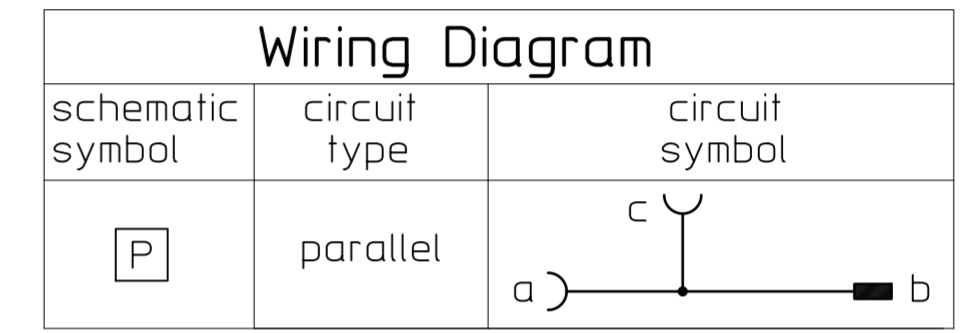 Wiring Diagram
schematic
symbol
circuit
type
circuit
symbol
P
parallel
c
a
b